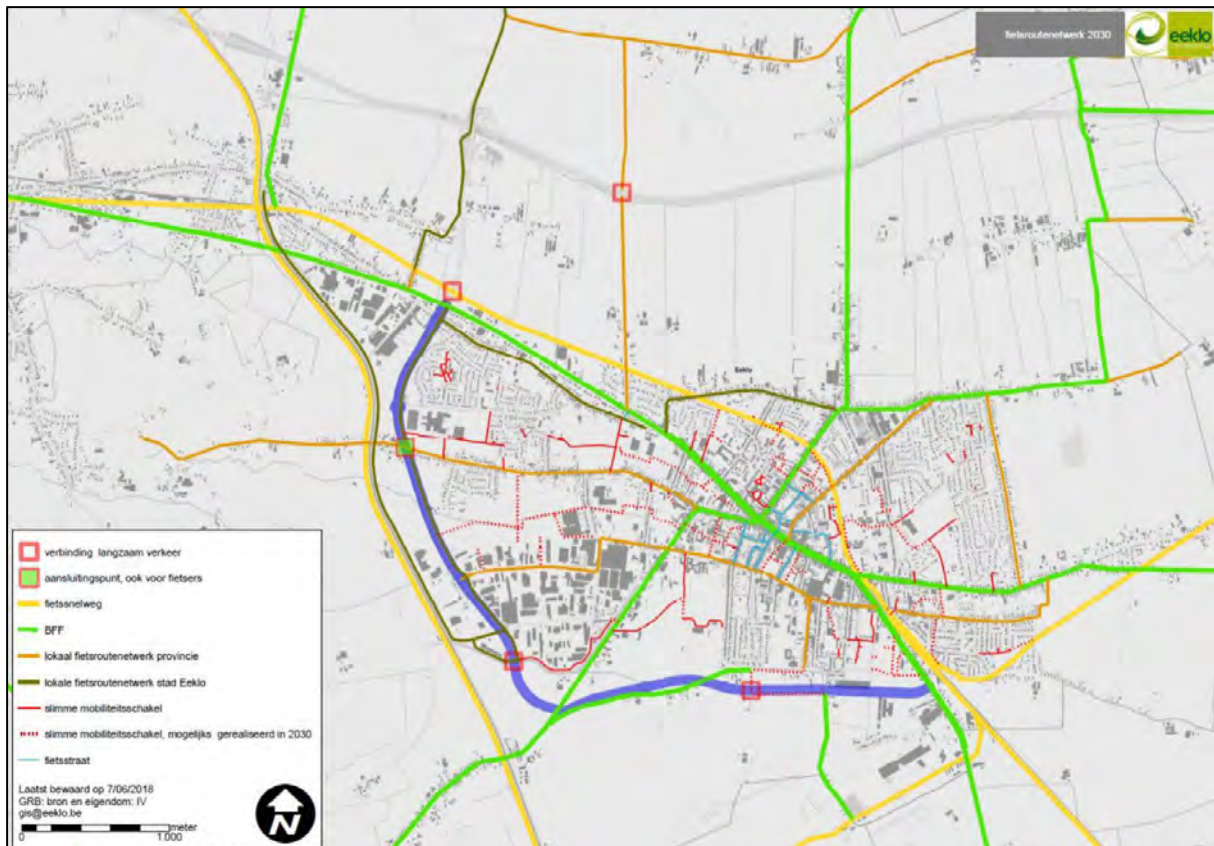 fietsroutenetwerk 2030
eeklo
Eeklo
verbinding langzaam verkeer
aansluitingspunt, ook voor fietsers
fietssnelweg
BFF
lokaal fietsroutenetwerk provincie
lokale fietsroutenetwerk stad Eeklo
slimme mobiliteitsschakel
slimme mobiliteitsschakel, mogelijks gerealiseerd in 2030
fietsstraat
Laatst bewaard op 7/06/2018
GRB: bron en eigendom: IV
gis@eeklo.be
meter
0 1.000
N